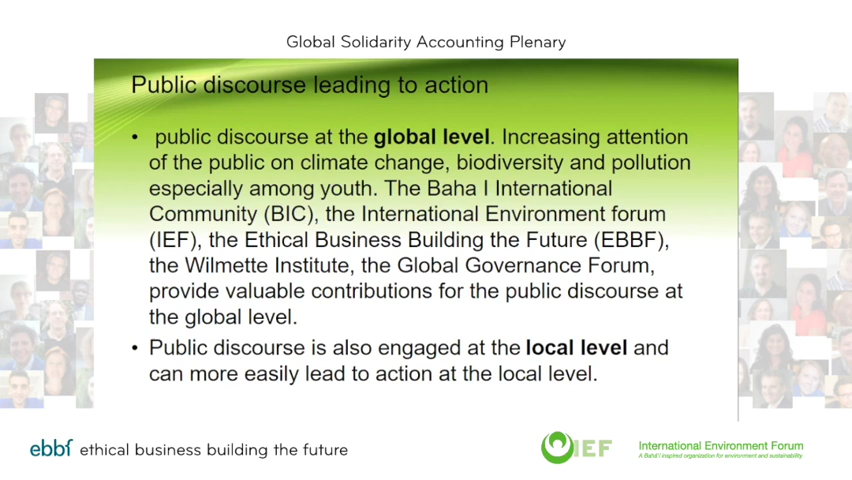 Global Solidarity Accounting Plenary
Public discourse leading to action
• public discourse at the global level. Increasing attention
of the public on climate change, biodiversity and pollution
especially among youth. The Baha I International
Community (BIC), the International Environment forum
(IEF), the Ethical Business Building the Future (EBBF),
the Wilmette Institute, the Global Governance Forum,
provide valuable contributions for the public discourse at
the global level.
• Public discourse is also engaged at the local level and
can more easily lead to action at the local level.
ebbf ethical business building the future
IEF
International Environment Forum
A Bahá'í inspired organization for environment and sustainability